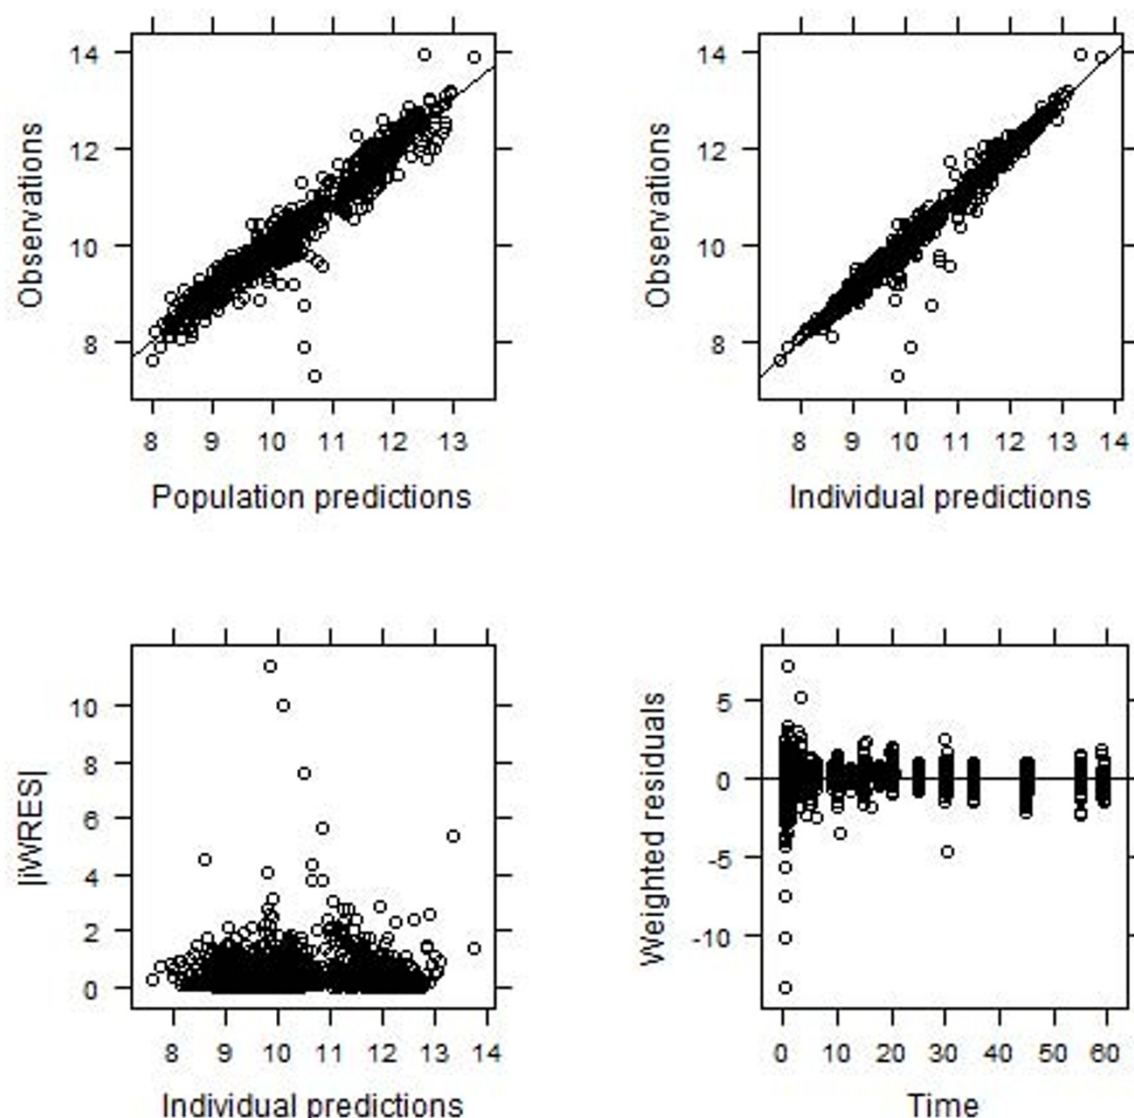 14
12
10
8
Observations
8 9 10 11 12 13
Population predictions
14
12
10
8
Observations
8 9 10 11 12 13 14
Individual predictions
10
8
6
4
2
0
|iWRES|
8 9 10 11 12 13 14
Individual predictions
5
0
-5
-10
Weighted residuals
0 10 20 30 40 50 60
Time